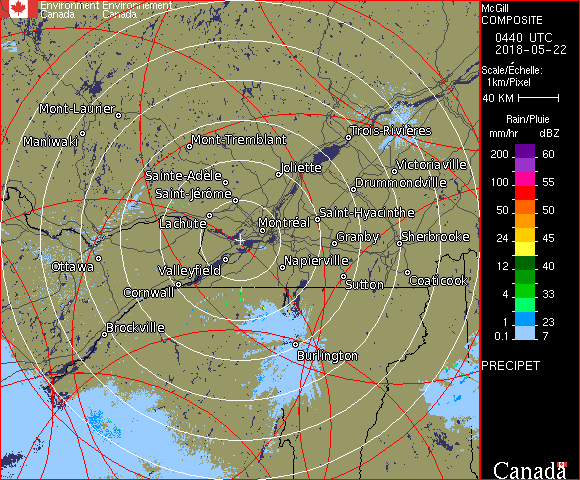 Environment Environnement
Canada Canada
McGill
COMPOSITE
0440 UTC
2018-05-22
Scale/Échelle:
1km/Pixel
40 KM
Rain/Pluie
mm/hr dBZ
200 60
100 55
50 50
24 45
12 40
4 33
1 23
0.1 7
PRECIPET
Canada
Mont-Laurier
Maniwaki
Mont-Tremblant
Trois-Rivières
Joliette
Victoriaville
Sainte-Adèle
Drummondville
Saint-Jérôme
Lachute
Saint-Hyacinthe
Montréal
Granby
Sherbrooke
Ottawa
Valleyfield
Napierville
Coaticook
Sutton
Cornwall
Brockville
Burlington